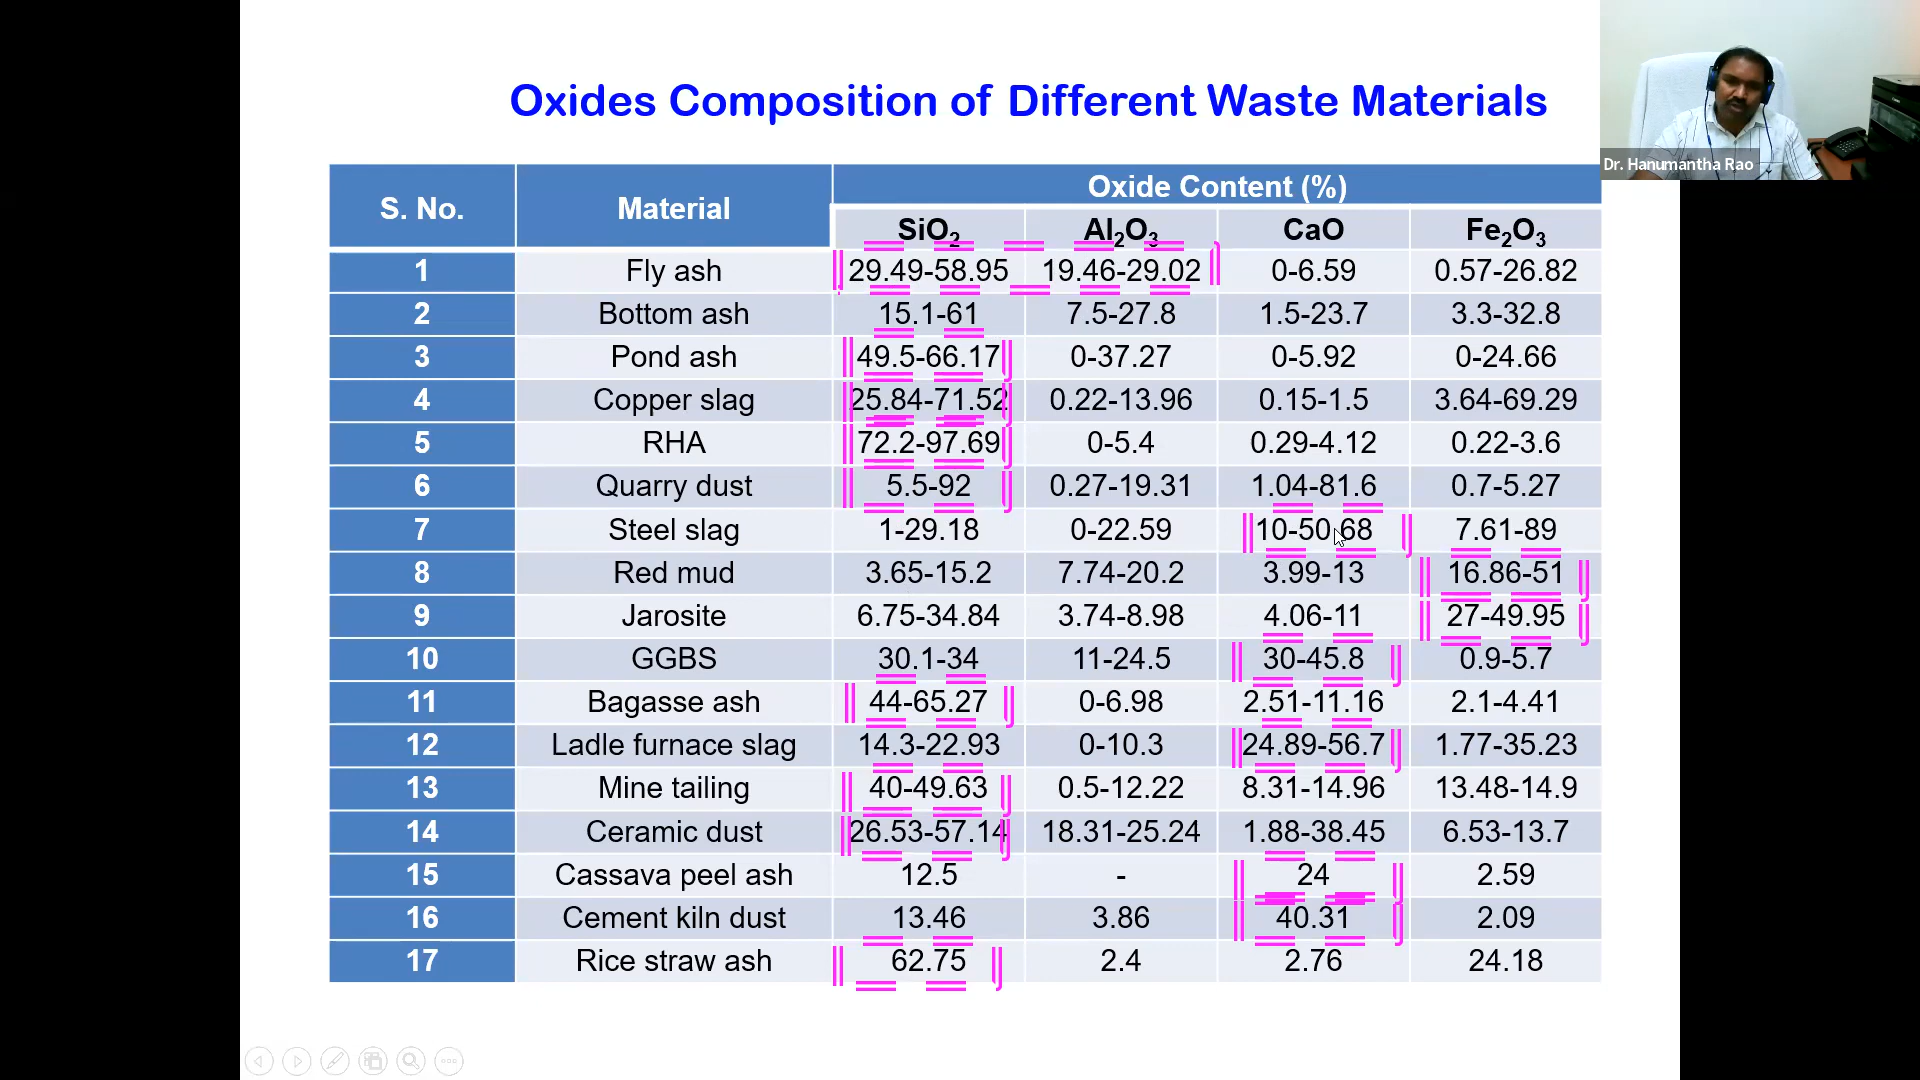 Oxides Composition of Different Waste Materials
Dr. Hanumantha Rao
S. No. Material Oxide Content (%)
SiO2 Al2O3 CaO Fe2O3
1 Fly ash 29.49-58.95 19.46-29.02 0-6.59 0.57-26.82
2 Bottom ash 15.1-61 7.5-27.8 1.5-23.7 3.3-32.8
3 Pond ash 49.5-66.17 0-37.27 0-5.92 0-24.66
4 Copper slag 25.84-71.52 0.22-13.96 0.15-1.5 3.64-69.29
5 RHA 72.2-97.69 0-5.4 0.29-4.12 0.22-3.6
6 Quarry dust 5.5-92 0.27-19.31 1.04-81.6 0.7-5.27
7 Steel slag 1-29.18 0-22.59 10-50.68 7.61-89
8 Red mud 3.65-15.2 7.74-20.2 3.99-13 16.86-51
9 Jarosite 6.75-34.84 3.74-8.98 4.06-11 27-49.95
10 GGBS 30.1-34 11-24.5 30-45.8 0.9-5.7
11 Bagasse ash 44-65.27 0-6.98 2.51-11.16 2.1-4.41
12 Ladle furnace slag 14.3-22.93 0-10.3 24.89-56.7 1.77-35.23
13 Mine tailing 40-49.63 0.5-12.22 8.31-14.96 13.48-14.9
14 Ceramic dust 26.53-57.14 18.31-25.24 1.88-38.45 6.53-13.7
15 Cassava peel ash 12.5 - 24 2.59
16 Cement kiln dust 13.46 3.86 40.31 2.09
17 Rice straw ash 62.75 2.4 2.76 24.18